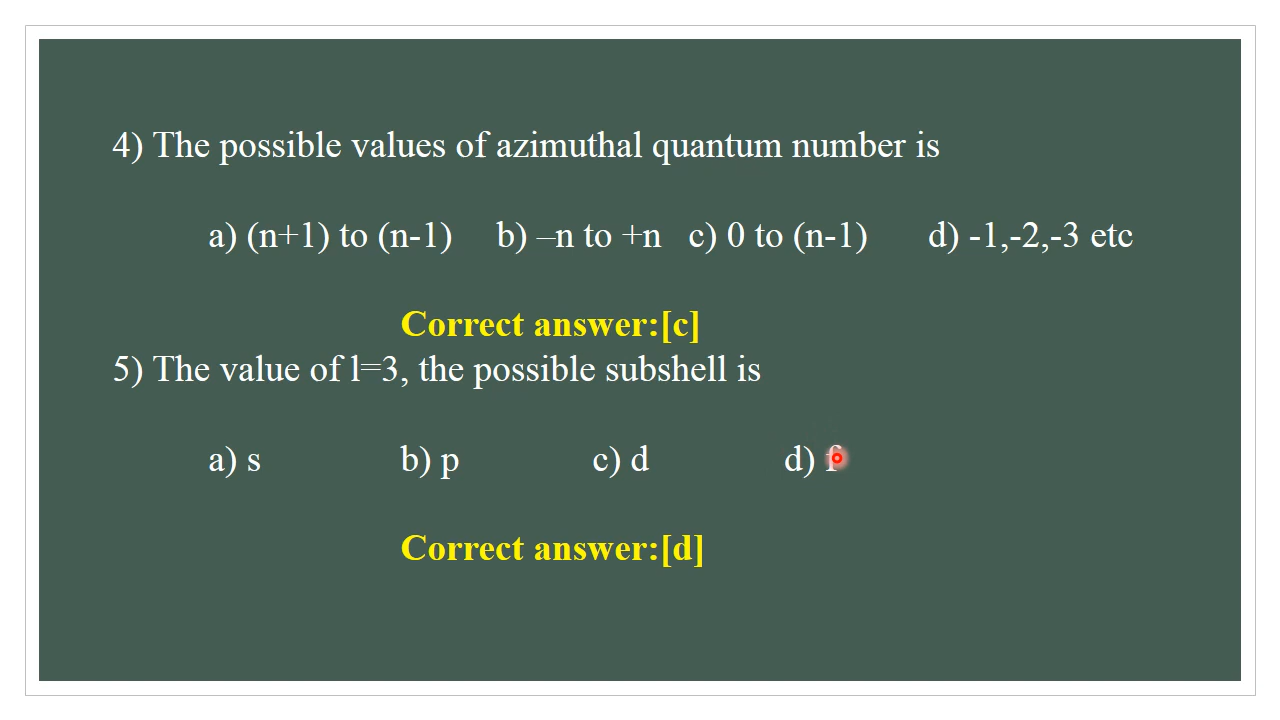 4) The possible values of azimuthal quantum number is
a) (n+1) to (n-1) b) –n to +n c) 0 to (n-1) d) -1,-2,-3 etc
Correct answer:[c]
5) The value of l=3, the possible subshell is
a) s b) p c) d d) f
Correct answer:[d]